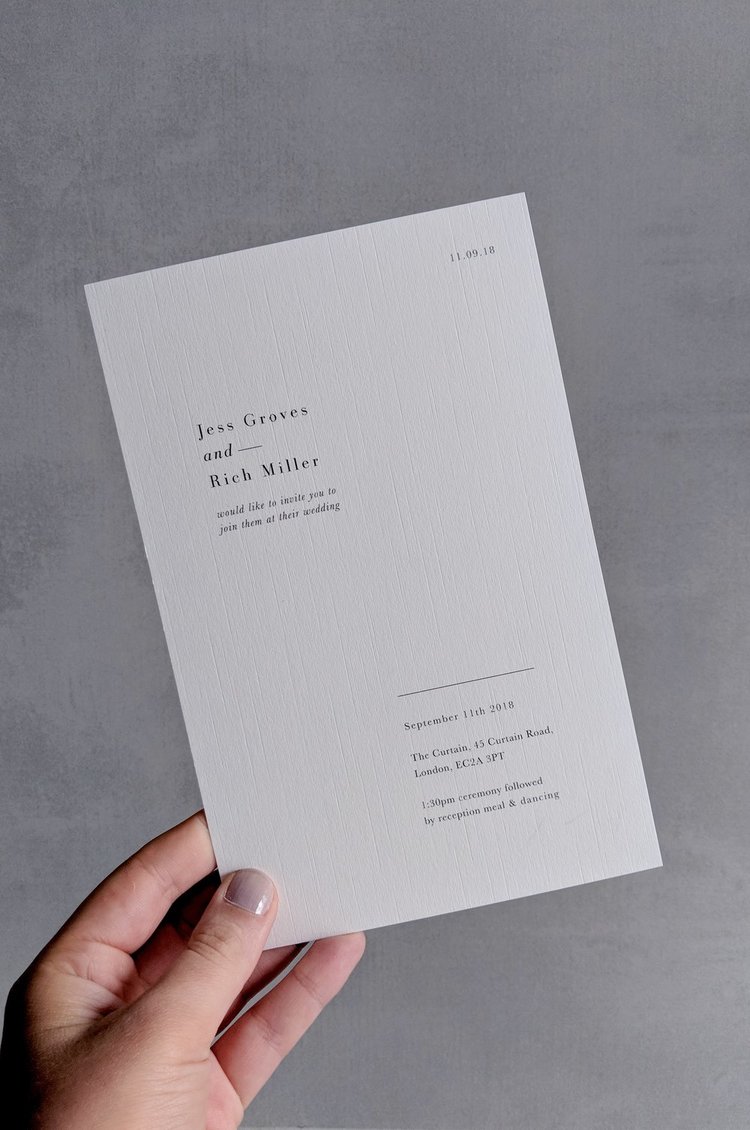 11.09.18
Jess Groves
and —
Rich Miller
would like to invite you to
join them at their wedding
September 11th 2018
The Curtain, 45 Curtain Road,
London, EC2A 3PT
1:30pm ceremony followed
by reception meal & dancing